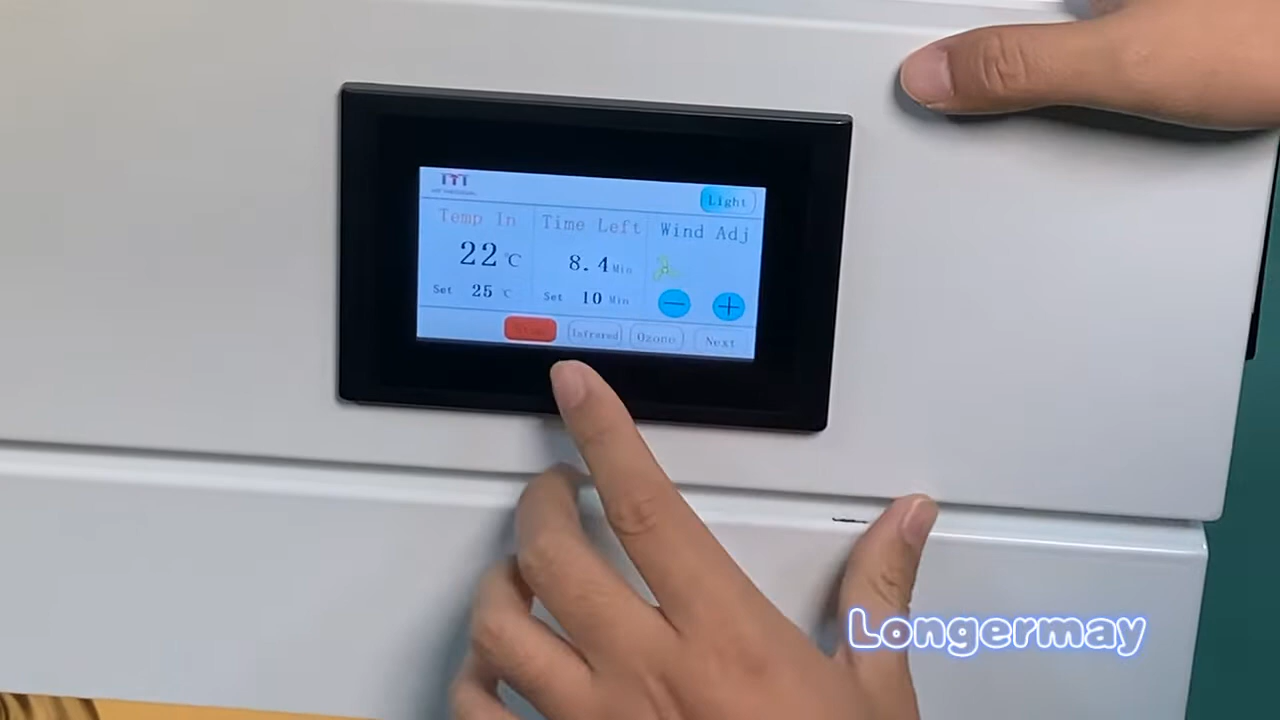 Light
Temp In Time Left Wind Adj
22 ℃ 8.4 Min
Set 25 ℃ Set 10 Min − +
Stop Infrared Ozone Next
Longermay